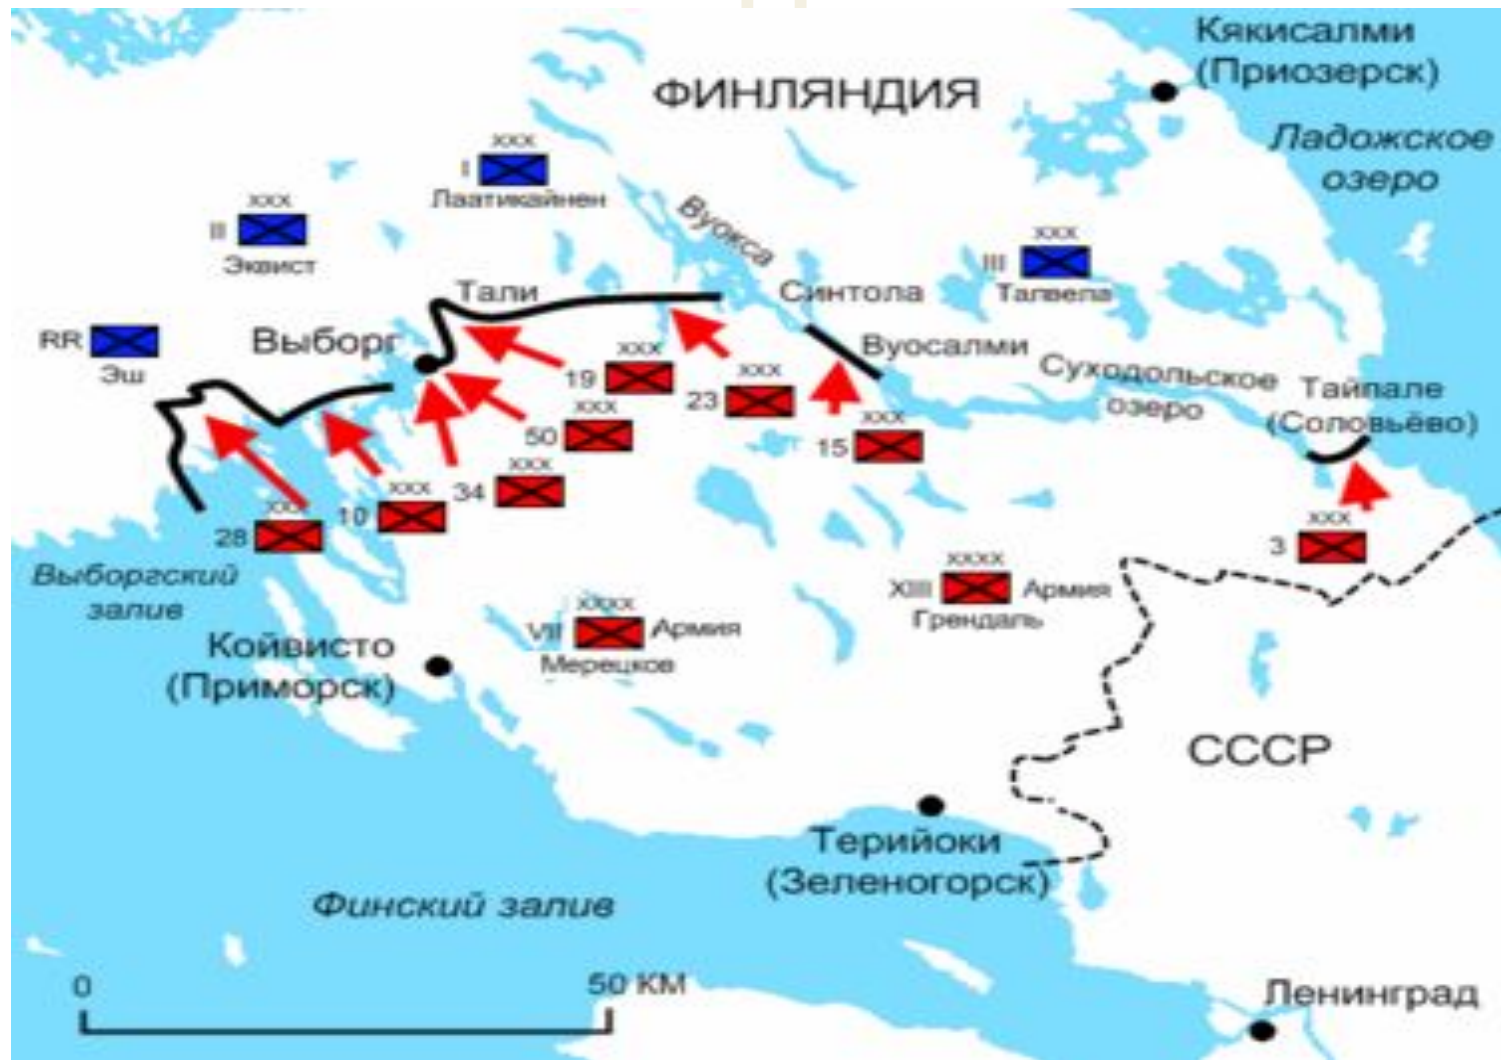 Кякисалми
(Приозерск)
ФИНЛЯНДИЯ
Ладожское
озеро
xxx
I
Лаатикайнен
xxx
II
Эквист
Вуокса
xxx
III
Талвела
Тали
Синтола
RR
Эш
Выборг
Вуосалми
xxx
19
xxx
23
Суходольское
озеро
Тайпале
(Соловьёво)
xxx
50
xxx
15
xxx
34
xxx
10
xxx
28
xxx
3
Выборгский
залив
xxxx
XIII Армия
Грендаль
xxxx
VII Армия
Мерецков
Койвисто
(Приморск)
СССР
Терийоки
(Зеленогорск)
Финский залив
0 50 КМ
Ленинград